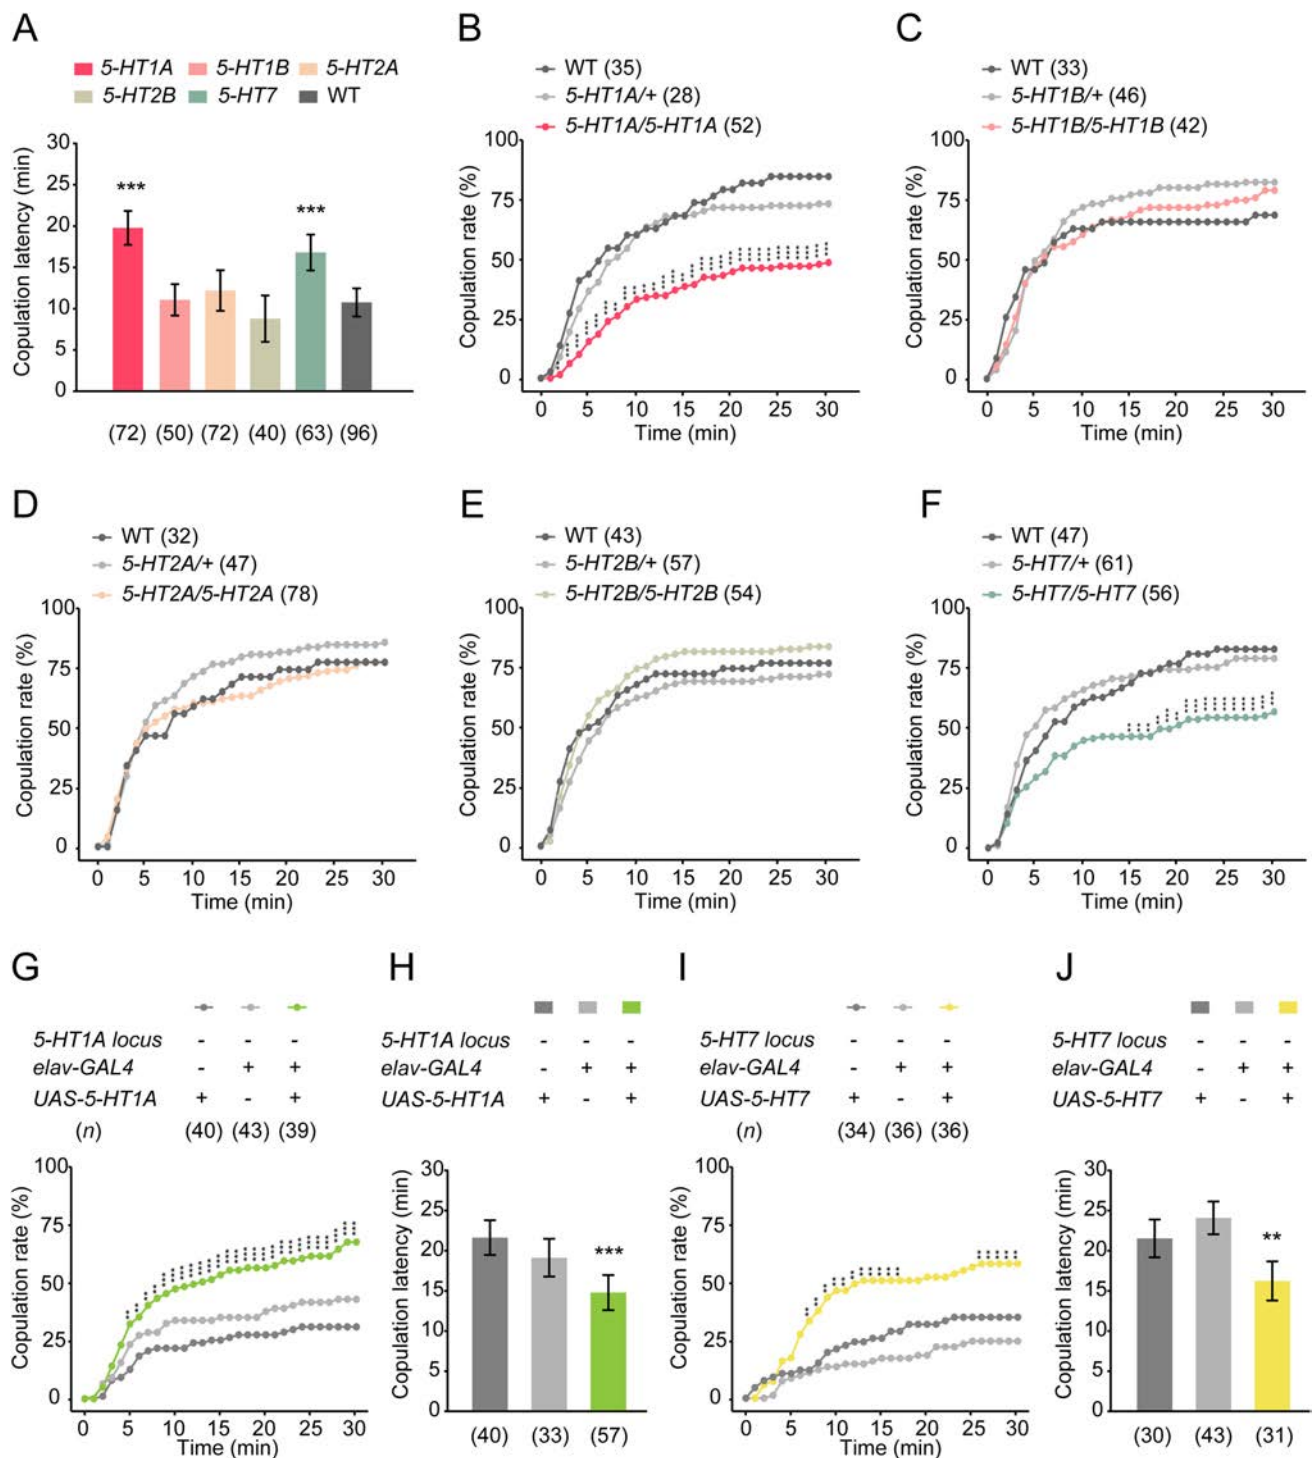 A
5-HT1A 5-HT1B 5-HT2A
5-HT2B 5-HT7 WT
Copulation latency (min)
30
25
20
15
10
5
0
*** ***
(72) (50) (72) (40) (63) (96)
B
WT (35)
5-HT1A/+ (28)
5-HT1A/5-HT1A (52)
Copulation rate (%)
100
75
50
25
0
0 5 10 15 20 25 30
Time (min)
C
WT (33)
5-HT1B/+ (46)
5-HT1B/5-HT1B (42)
Copulation rate (%)
100
75
50
25
0
0 5 10 15 20 25 30
Time (min)
D
WT (32)
5-HT2A/+ (47)
5-HT2A/5-HT2A (78)
Copulation rate (%)
100
75
50
25
0
0 5 10 15 20 25 30
Time (min)
E
WT (43)
5-HT2B/+ (57)
5-HT2B/5-HT2B (54)
Copulation rate (%)
100
75
50
25
0
0 5 10 15 20 25 30
Time (min)
F
WT (47)
5-HT7/+ (61)
5-HT7/5-HT7 (56)
Copulation rate (%)
100
75
50
25
0
0 5 10 15 20 25 30
Time (min)
G
5-HT1A locus - - -
elav-GAL4 - + +
UAS-5-HT1A + - +
(n) (40) (43) (39)
Copulation rate (%)
100
75
50
25
0
0 5 10 15 20 25 30
Time (min)
H
5-HT1A locus - - -
elav-GAL4 - + +
UAS-5-HT1A + - +
Copulation latency (min)
30
25
20
15
10
5
0
***
(40) (33) (57)
I
5-HT7 locus - - -
elav-GAL4 - + +
UAS-5-HT7 + - +
(n) (34) (36) (36)
Copulation rate (%)
100
75
50
25
0
0 5 10 15 20 25 30
Time (min)
J
5-HT7 locus - - -
elav-GAL4 - + +
UAS-5-HT7 + - +
Copulation latency (min)
30
25
20
15
10
5
0
**
(30) (43) (31)